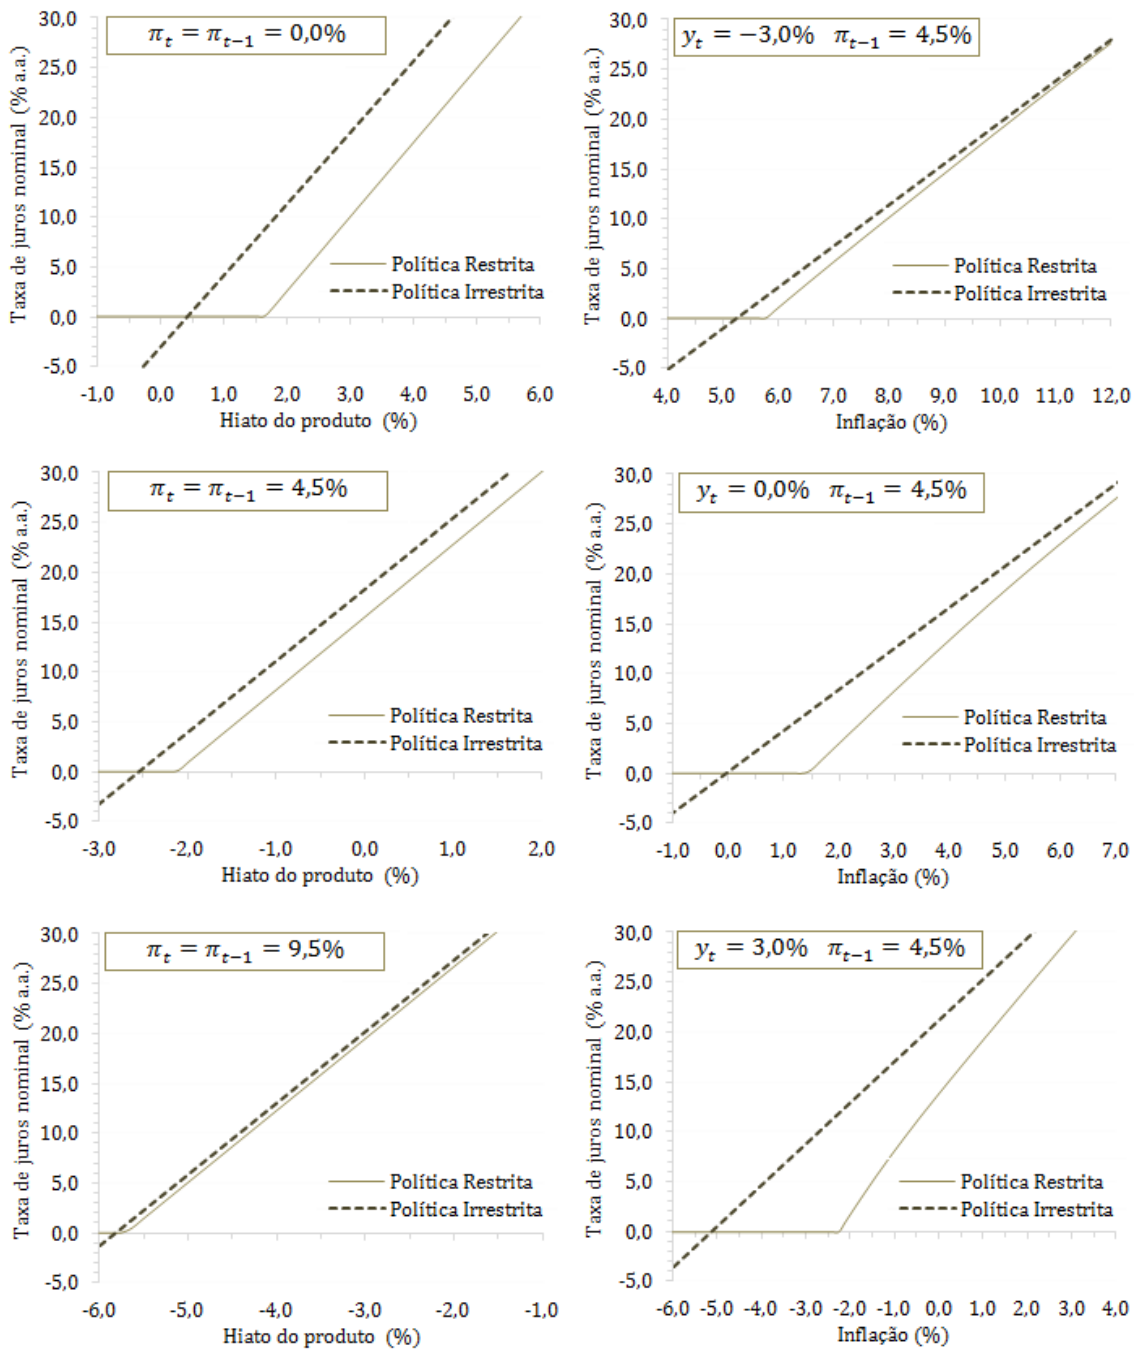 π_t = π_{t−1} = 0,0%
Taxa de juros nominal (% a.a.)
30,0
25,0
20,0
15,0
10,0
5,0
0,0
-5,0
Política Restrita
Política Irrestrita
-1,0 0,0 1,0 2,0 3,0 4,0 5,0 6,0
Hiato do produto (%)
y_t = −3,0% π_{t−1} = 4,5%
Taxa de juros nominal (% a.a.)
30,0
25,0
20,0
15,0
10,0
5,0
0,0
-5,0
Política Restrita
Política Irrestrita
4,0 5,0 6,0 7,0 8,0 9,0 10,0 11,0 12,0
Inflação (%)
π_t = π_{t−1} = 4,5%
Taxa de juros nominal (% a.a.)
30,0
25,0
20,0
15,0
10,0
5,0
0,0
-5,0
Política Restrita
Política Irrestrita
-3,0 -2,0 -1,0 0,0 1,0 2,0
Hiato do produto (%)
y_t = 0,0% π_{t−1} = 4,5%
Taxa de juros nominal (% a.a.)
30,0
25,0
20,0
15,0
10,0
5,0
0,0
-5,0
Política Restrita
Política Irrestrita
-1,0 0,0 1,0 2,0 3,0 4,0 5,0 6,0 7,0
Inflação (%)
π_t = π_{t−1} = 9,5%
Taxa de juros nominal (% a.a.)
30,0
25,0
20,0
15,0
10,0
5,0
0,0
-5,0
Política Restrita
Política Irrestrita
-6,0 -5,0 -4,0 -3,0 -2,0 -1,0
Hiato do produto (%)
y_t = 3,0% π_{t−1} = 4,5%
Taxa de juros nominal (% a.a.)
30,0
25,0
20,0
15,0
10,0
5,0
0,0
-5,0
Política Restrita
Política Irrestrita
-6,0 -5,0 -4,0 -3,0 -2,0 -1,0 0,0 1,0 2,0 3,0 4,0
Inflação (%)